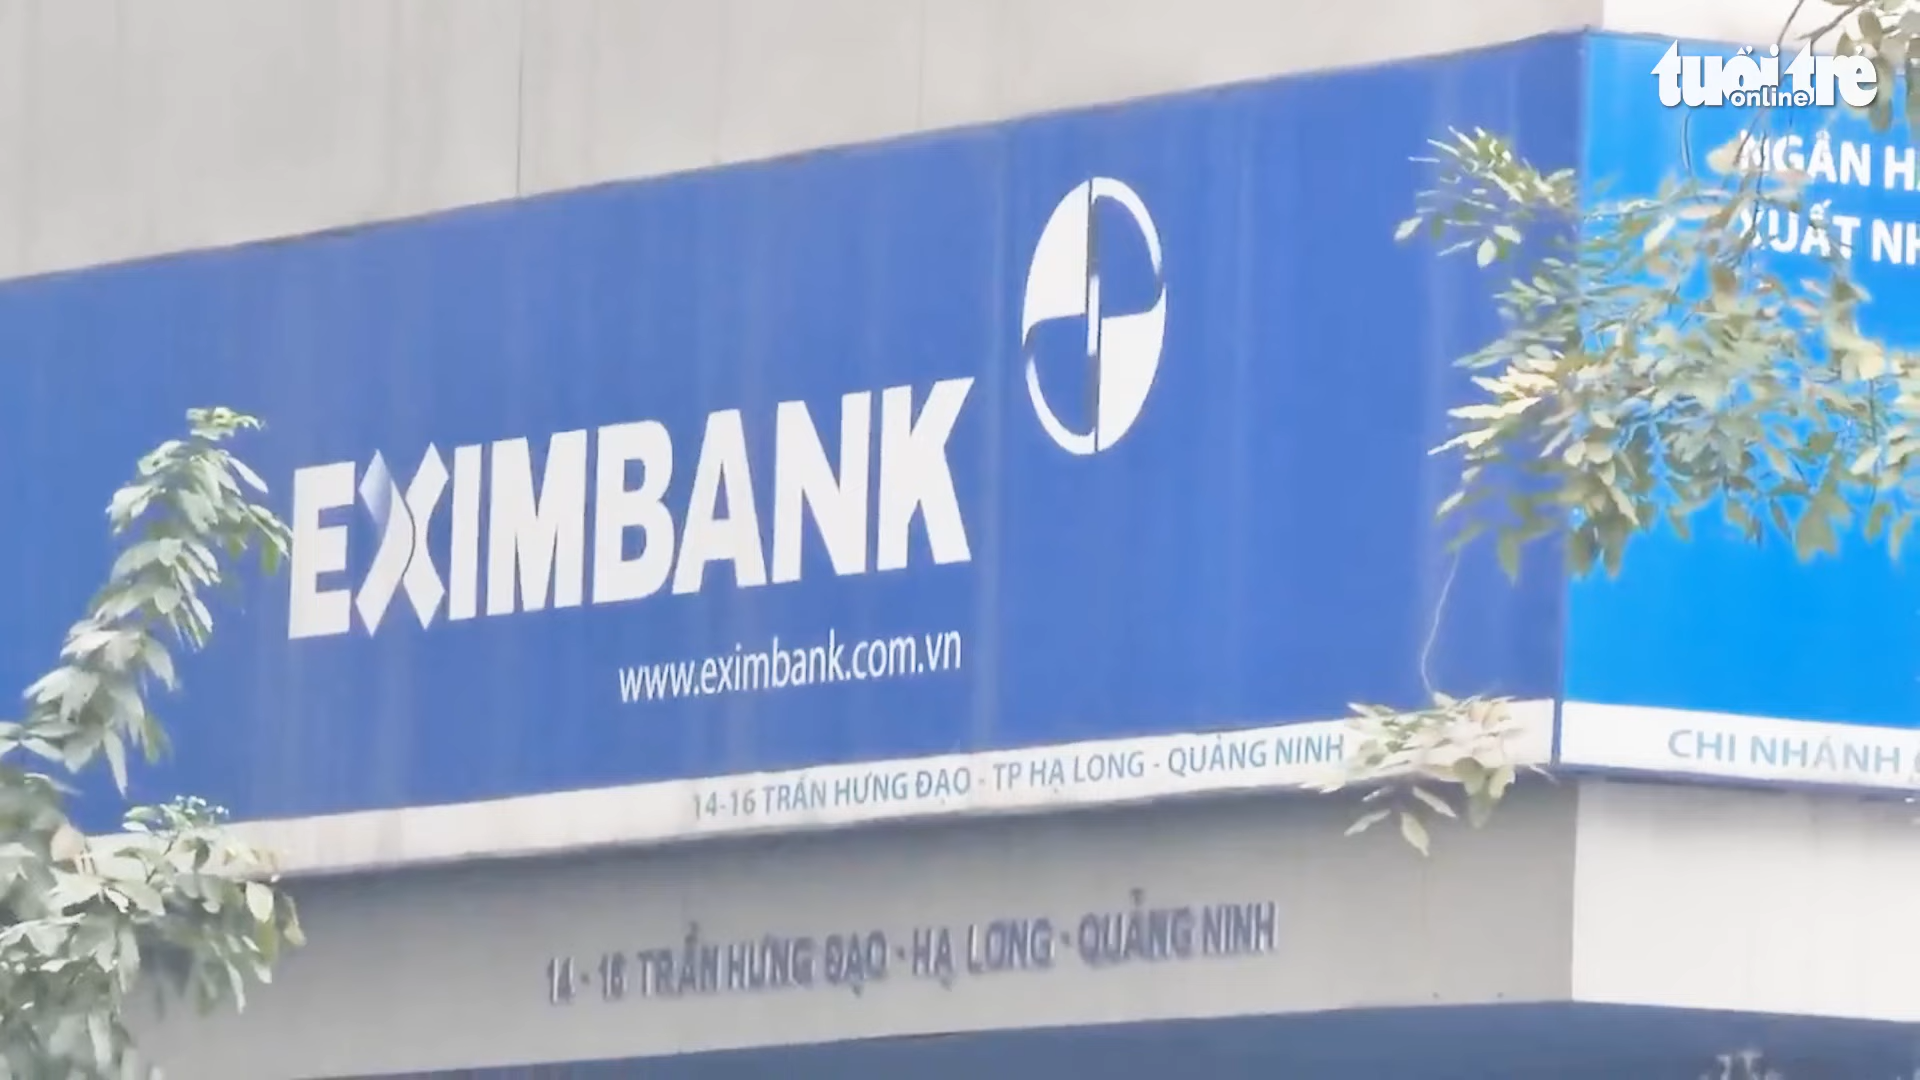 tuổi trẻ
online
NGÂN H
XUẤT NH
EXIMBANK
www.eximbank.com.vn
14-16 TRẦN HƯNG ĐẠO - TP HẠ LONG - QUẢNG NINH
CHI NHÁNH
14 - 16 TRẦN HƯNG ĐẠO - HẠ LONG - QUẢNG NINH